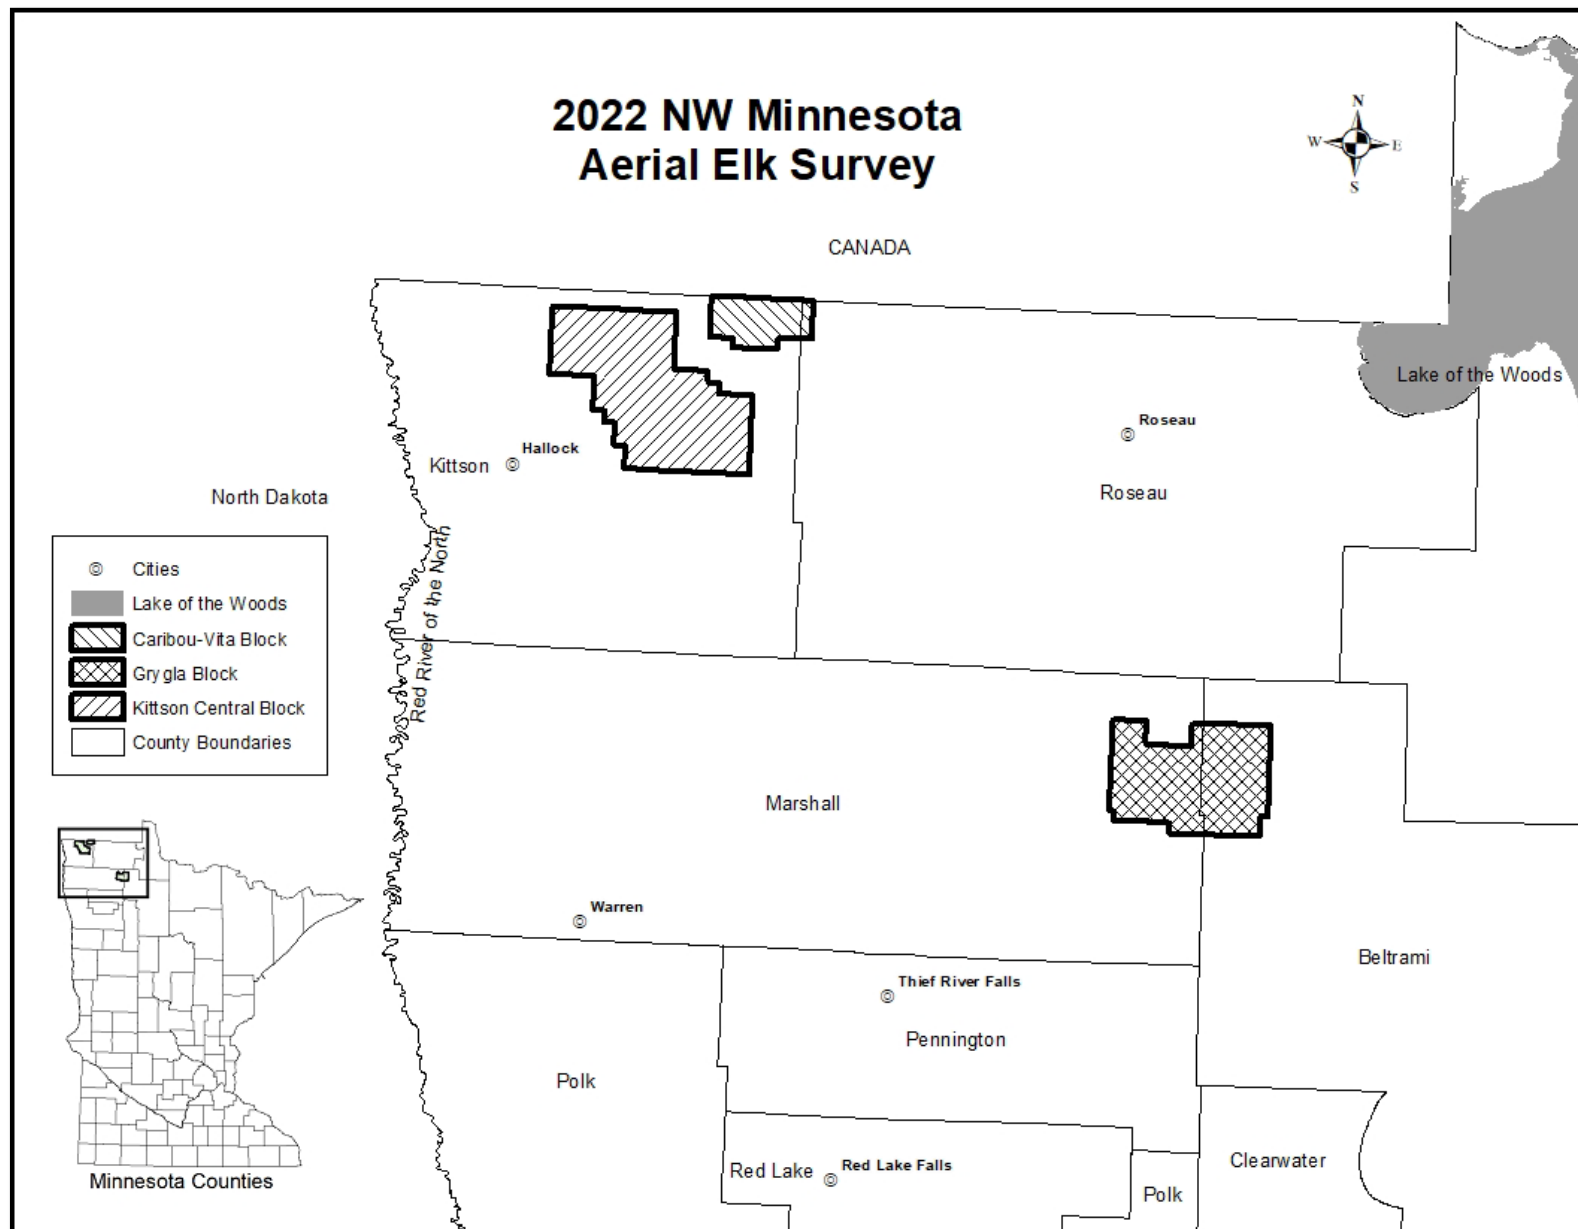 2022 NW Minnesota
Aerial Elk Survey
N
W
E
S
CANADA
Lake of the Woods
Roseau
Hallock
Kittson
Roseau
North Dakota
Red River of the North
Cities
Lake of the Woods
Caribou-Vita Block
Grygla Block
Kittson Central Block
County Boundaries
Marshall
Warren
Beltrami
Thief River Falls
Pennington
Polk
Clearwater
Red Lake Falls
Red Lake
Polk
Minnesota Counties